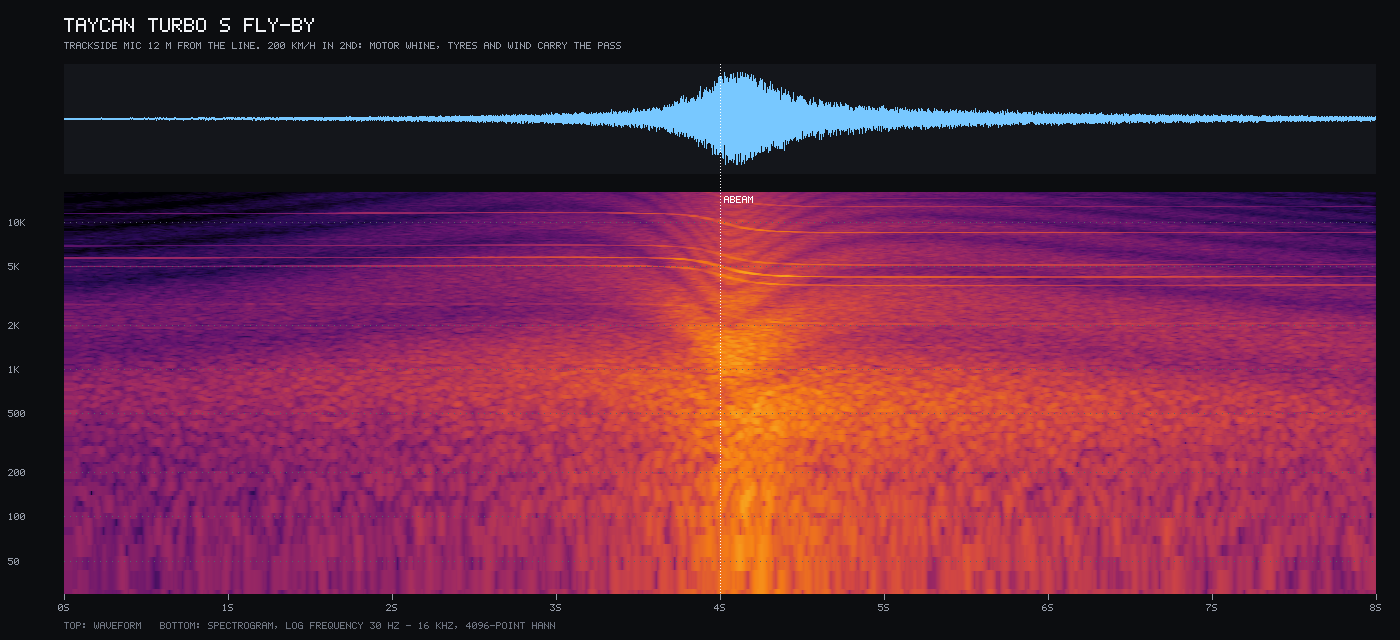 TAYCAN TURBO S FLY-BY
TRACKSIDE MIC 12 M FROM THE LINE. 200 KM/H IN 2ND: MOTOR WHINE, TYRES AND WIND CARRY THE PASS
ABEAM
10K
5K
2K
1K
500
200
100
50
0S 1S 2S 3S 4S 5S 6S 7S 8S
TOP: WAVEFORM BOTTOM: SPECTROGRAM, LOG FREQUENCY 30 HZ - 16 KHZ, 4096-POINT HANN